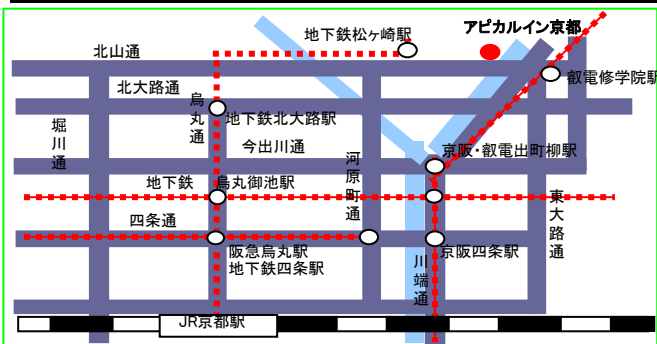 アピカルイン京都
地下鉄松ヶ崎駅
北山通
叡電修学院駅
北大路通
烏丸通
地下鉄北大路駅
堀川通
今出川通
京阪・叡電出町柳駅
河原町通
地下鉄
烏丸御池駅
東大路通
四条通
阪急烏丸駅
地下鉄四条駅
京阪四条駅
川端通
JR京都駅